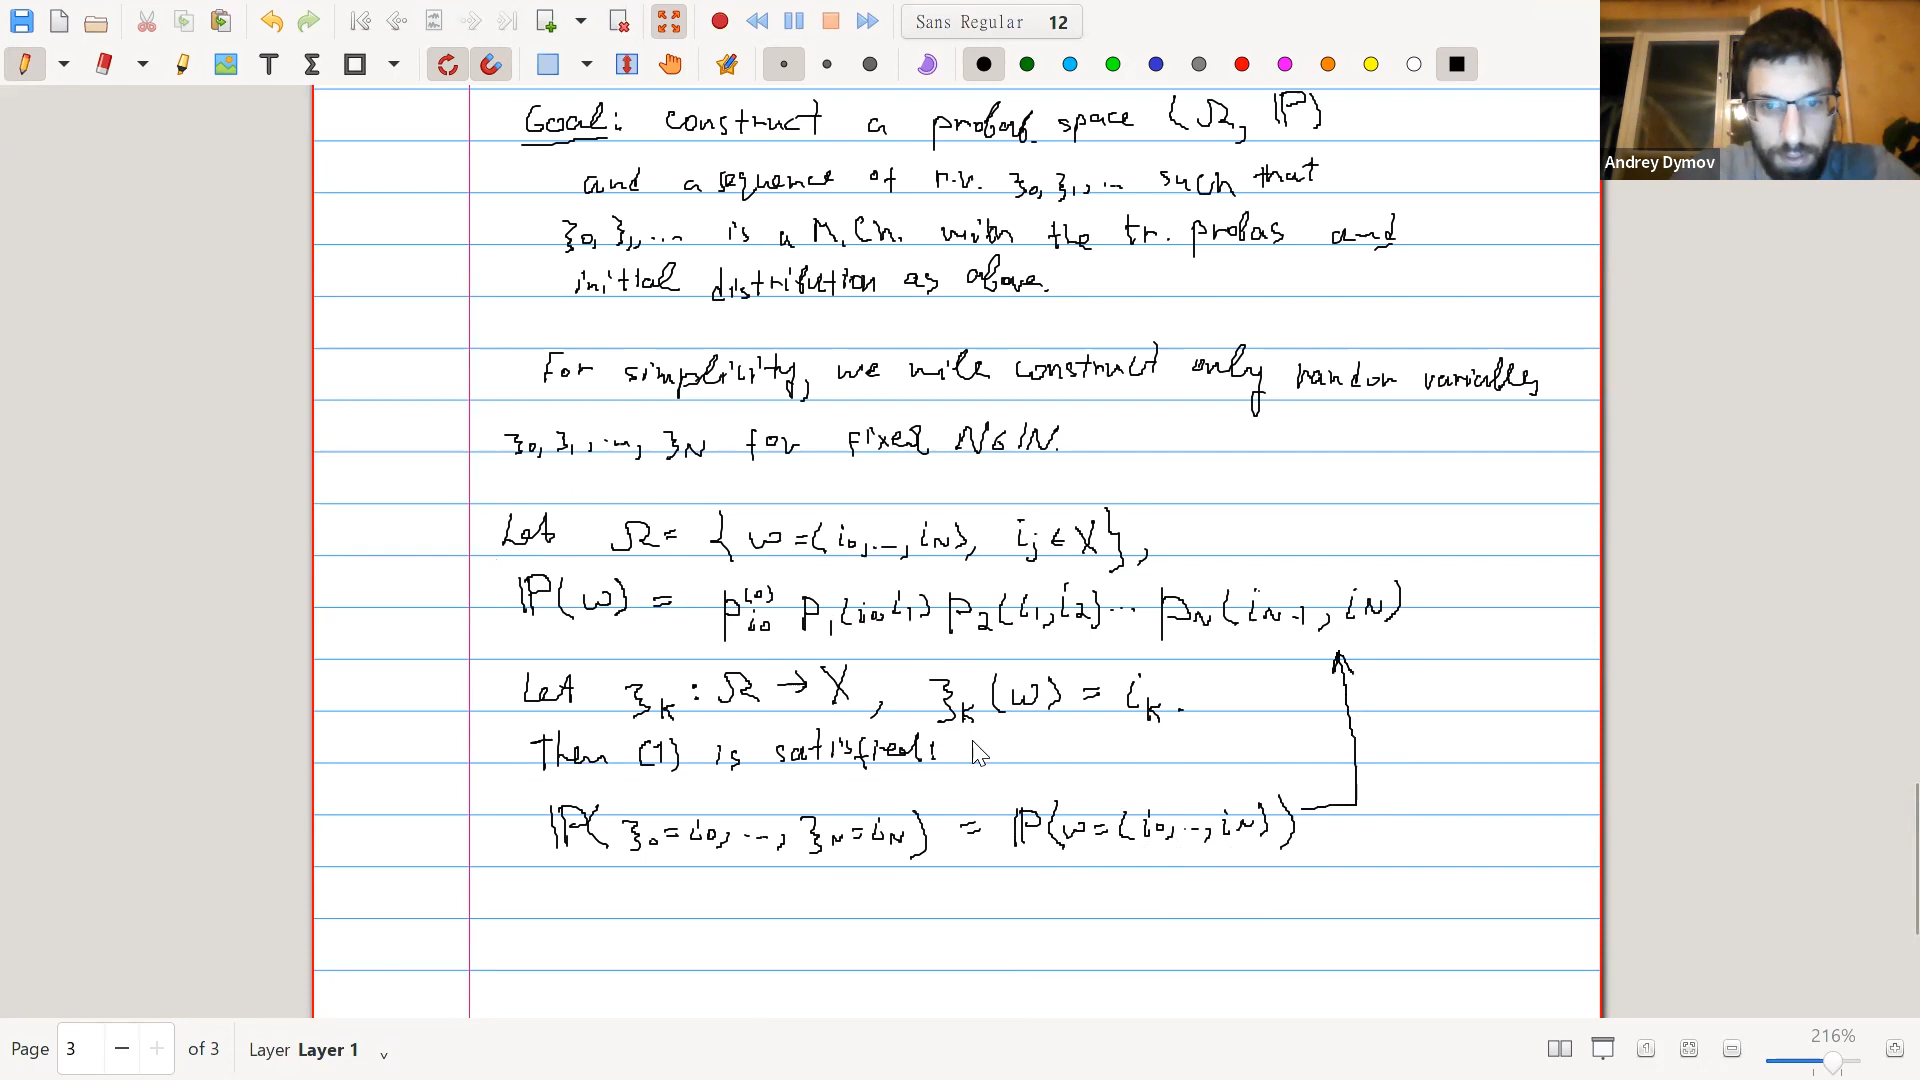 Sans Regular 12
Andrey Dymov
Goal: construct a probab. space (Ω, ℙ)
and a sequence of r.v. ξ₀, ξ₁, ... such that
ξ₀, ξ₁, ... is a M. Ch. with the tr. probas and
initial distribution as above.
For simplicity, we will construct only random variables
ξ₀, ξ₁, ..., ξ_N for fixed N ∈ ℕ.
Let Ω = { ω = (i₀, ..., i_N), i_j ∈ X },
ℙ(ω) = p_{i₀}^{(0)} p₁(i₀, i₁) p₂(i₁, i₂) ... p_N(i_{N-1}, i_N)
Let ξ_k : Ω → X, ξ_k(ω) = i_k.
Then (1) is satisfied:
ℙ(ξ₀ = i₀, ..., ξ_N = i_N) = ℙ(ω = (i₀, ..., i_N))
Page 3 of 3 Layer Layer 1 216%